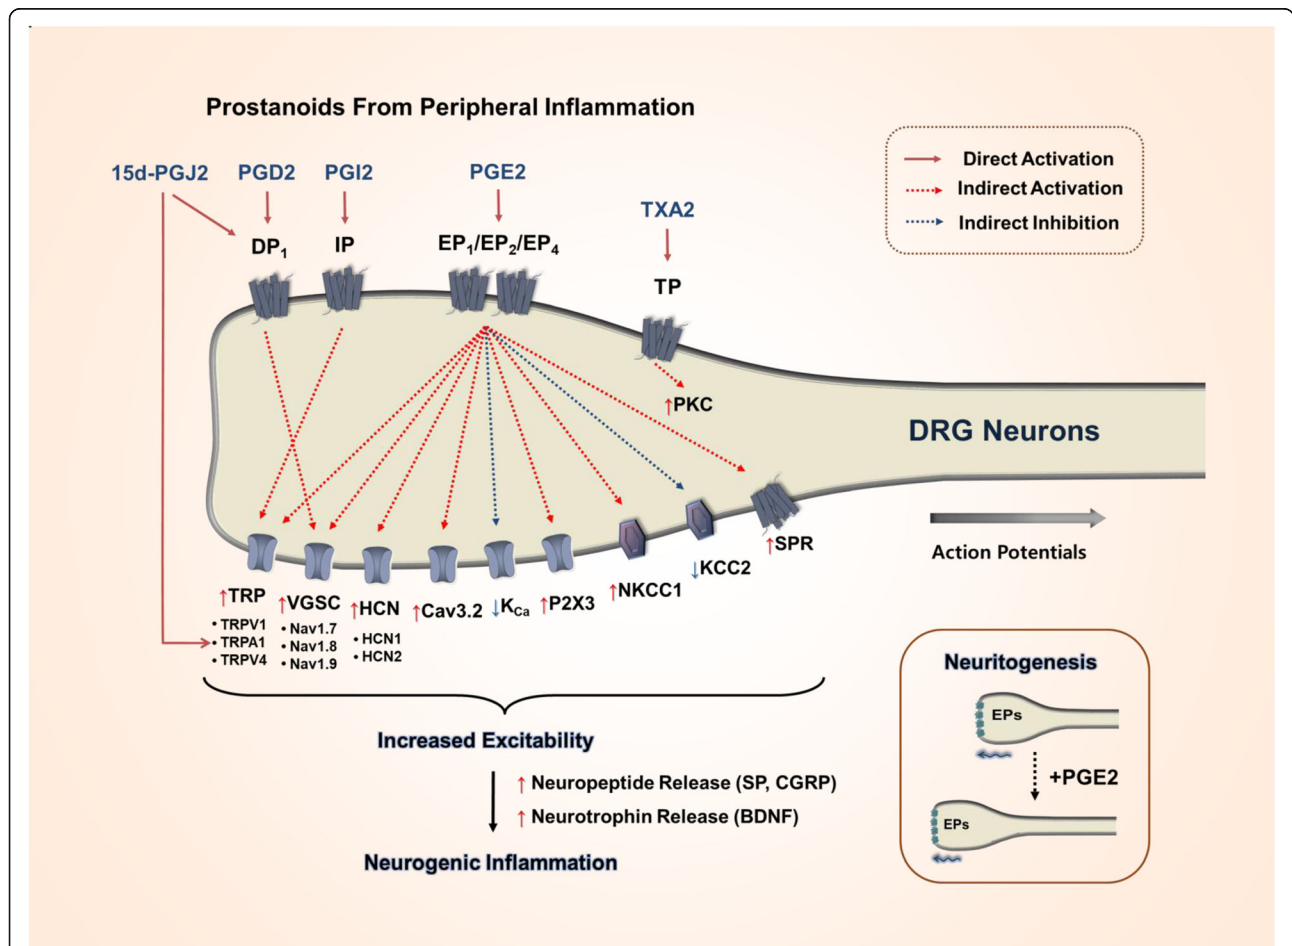 Prostanoids From Peripheral Inflammation
15d-PGJ2
PGD2
PGI2
PGE2
TXA2
DP1
IP
EP1/EP2/EP4
TP
Direct Activation
Indirect Activation
Indirect Inhibition
↑PKC
DRG Neurons
Action Potentials
↑TRP
• TRPV1
• TRPA1
• TRPV4
↑VGSC
• Nav1.7
• Nav1.8
• Nav1.9
↑HCN
• HCN1
• HCN2
↑Cav3.2
↓KCa
↑P2X3
↑NKCC1
↓KCC2
↑SPR
Increased Excitability
↑ Neuropeptide Release (SP, CGRP)
↑ Neurotrophin Release (BDNF)
Neurogenic Inflammation
Neuritogenesis
EPs
+PGE2
EPs